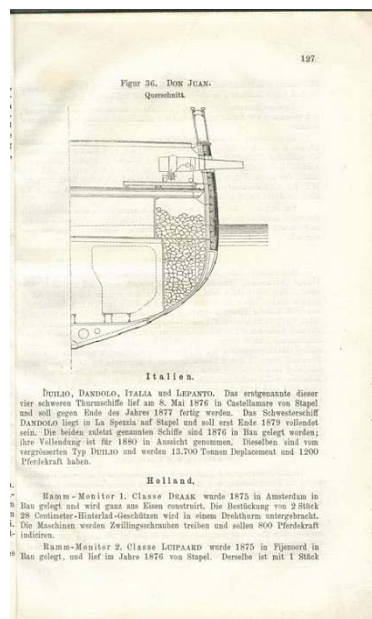 127
Figur 36. DON JUAN.
Querschnitt.
Italien.
DUILIO, DANDOLO, ITALIA und LEPANTO. Das erstgenannte dieser
vier schweren Thurmschiffe lief am 8. Mai 1876 in Castellamare von Stapel
und soll gegen Ende des Jahres 1877 fertig werden. Das Schwesterschiff
DANDOLO liegt in La Spezzia auf Stapel und soll erst Ende 1879 vollendet
sein. Die beiden zuletzt genannten Schiffe sind 1876 in Bau gelegt worden;
ihre Vollendung ist für 1880 in Aussicht genommen. Dieselben sind vom
vergrösserten Typ DUILIO und werden 13.700 Tonnen Deplacement und 1200
Pferdekraft haben.
Holland.
Ramm-Monitor 1. Classe DRAAK wurde 1875 in Amsterdam in
Bau gelegt und wird ganz aus Eisen construirt. Die Bestückung von 2 Stück
28 Centimeter-Hinterlad-Geschützen wird in einem Drehthurm untergebracht.
Die Maschinen werden Zwillingsschrauben treiben und sollen 800 Pferdekraft
indiciren.
Ramm-Monitor 2. Classe LUIPAARD wurde 1875 in Fijenoord in
Bau gelegt, und lief im Jahre 1876 von Stapel. Derselbe ist mit 1 Stück